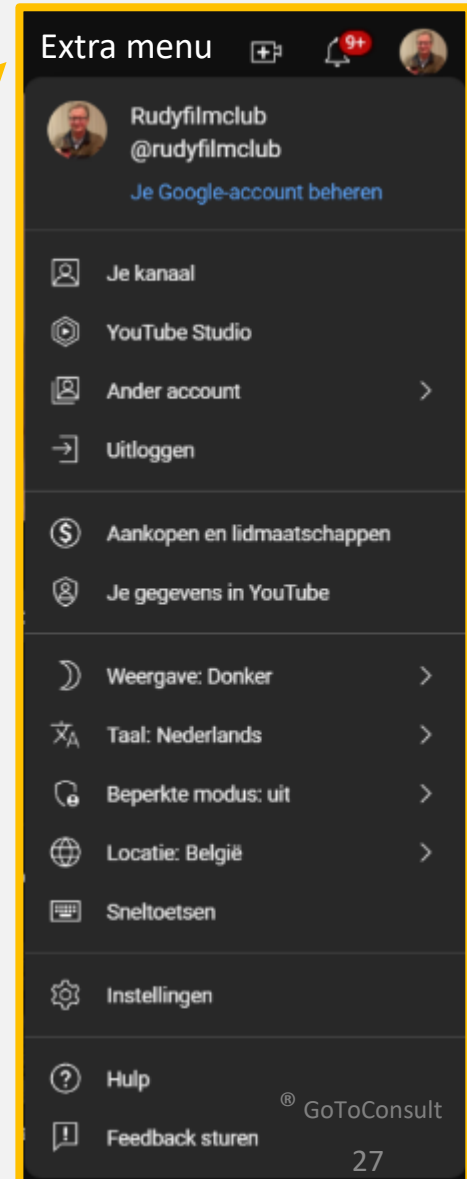 Extra menu
9+
Rudyfilmclub
@rudyfilmclub
Je Google-account beheren
Je kanaal
YouTube Studio
Ander account
Uitloggen
Aankopen en lidmaatschappen
Je gegevens in YouTube
Weergave: Donker
Taal: Nederlands
Beperkte modus: uit
Locatie: België
Sneltoetsen
Instellingen
Hulp
® GoToConsult
Feedback sturen
27